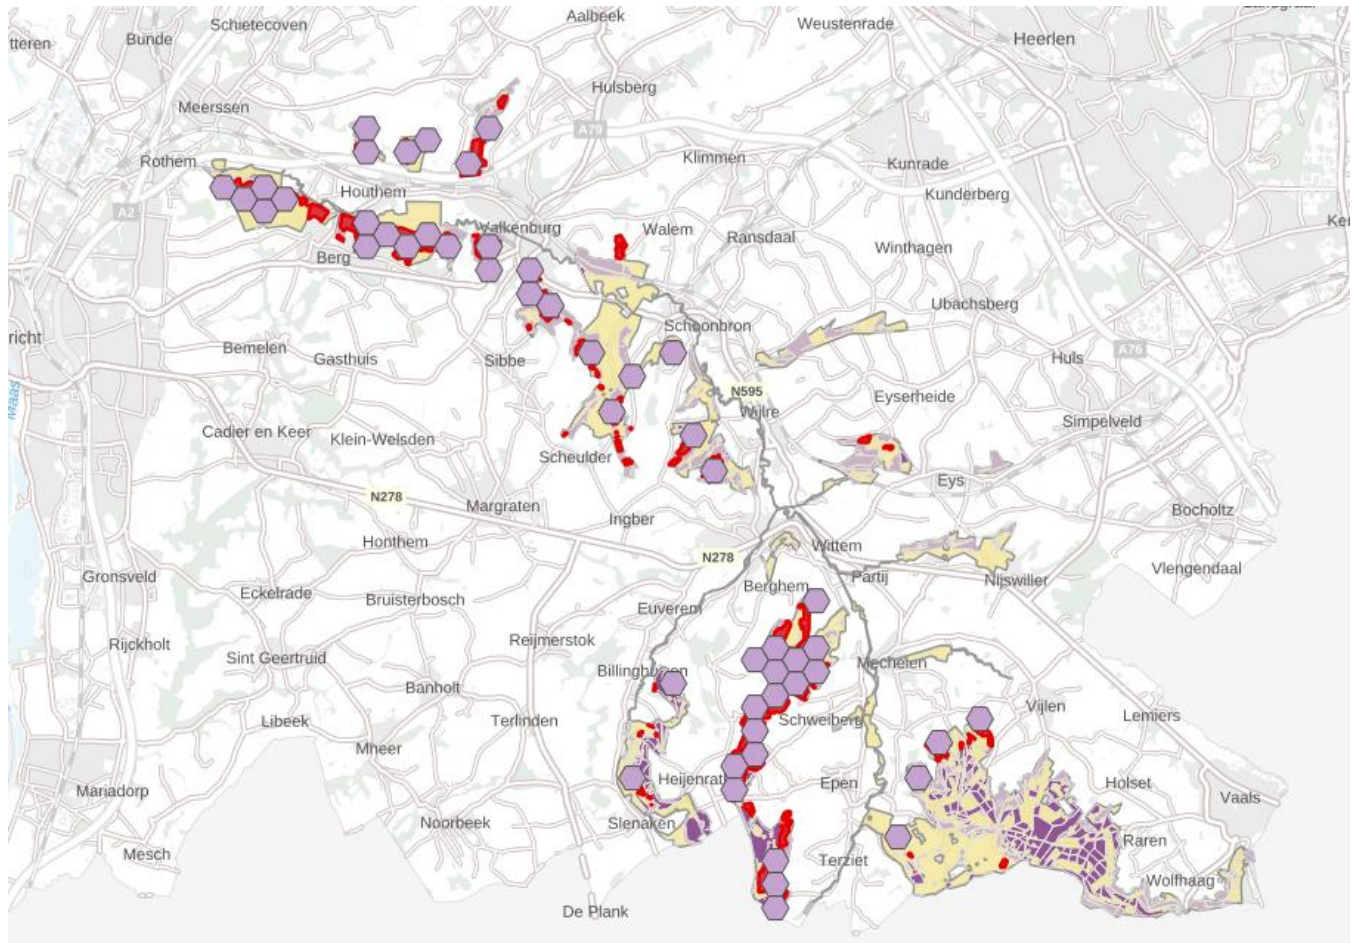 Schietecoven
Aalbeek
Weustenrade
Bunde
tteren
Heerlen
Hulsberg
Meerssen
A79
Klimmen
Kunrade
Rothem
Houthem
Kunderberg
A2
Valkenburg
Walem
Ransdaal
Winthagen
Berg
Ubachsberg
Schoonbron
richt
Bemelen
Gasthuis
Sibbe
A76
Huls
N595
Eyserheide
Maas
Wijlre
Simpelveld
Cadier en Keer
Klein-Welsden
Scheulder
Eys
N278
Margraten
Ingber
Bocholtz
Honthem
Wittem
N278
Gronsveld
Partij
Nijswiller
Vlengendaal
Eckelrade
Bruisterbosch
Berghem
Euverem
Rijckholt
Reijmerstok
Sint Geertruid
Mechelen
Banholt
Vijlen
Libeek
Terlinden
Schweiberg
Lemiers
Mheer
Mariadorp
Epen
Holset
Vaals
Noorbeek
Slenaken
Mesch
Terziet
Raren
Wolfhaag
De Plank